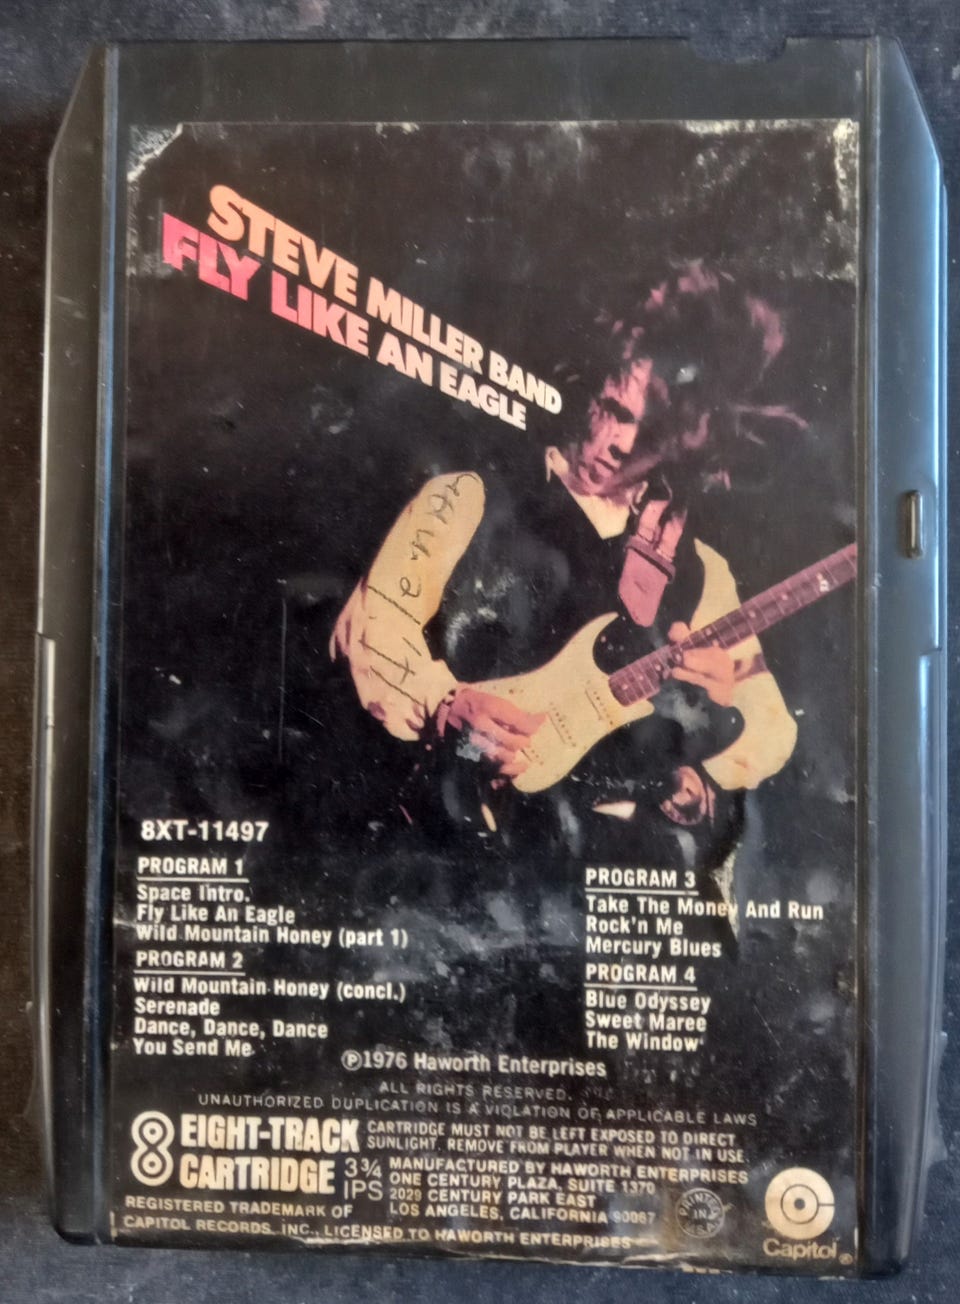 STEVE MILLER BAND
FLY LIKE AN EAGLE
8XT-11497
PROGRAM 1
Space Intro.
Fly Like An Eagle
Wild Mountain Honey (part 1)
PROGRAM 2
Wild Mountain Honey (concl.)
Serenade
Dance, Dance, Dance
You Send Me
PROGRAM 3
Take The Money And Run
Rock'n Me
Mercury Blues
PROGRAM 4
Blue Odyssey
Sweet Maree
The Window
℗1976 Haworth Enterprises
ALL RIGHTS RESERVED.
UNAUTHORIZED DUPLICATION IS A VIOLATION OF APPLICABLE LAWS
8 EIGHT-TRACK
CARTRIDGE 3¾ IPS
CARTRIDGE MUST NOT BE LEFT EXPOSED TO DIRECT
SUNLIGHT. REMOVE FROM PLAYER WHEN NOT IN USE.
MANUFACTURED BY HAWORTH ENTERPRISES
ONE CENTURY PLAZA, SUITE 1370
2029 CENTURY PARK EAST
LOS ANGELES, CALIFORNIA 90067
REGISTERED TRADEMARK OF
CAPITOL RECORDS, INC., LICENSED TO HAWORTH ENTERPRISES
PRINTED
IN
U.S.A.
Capitol®